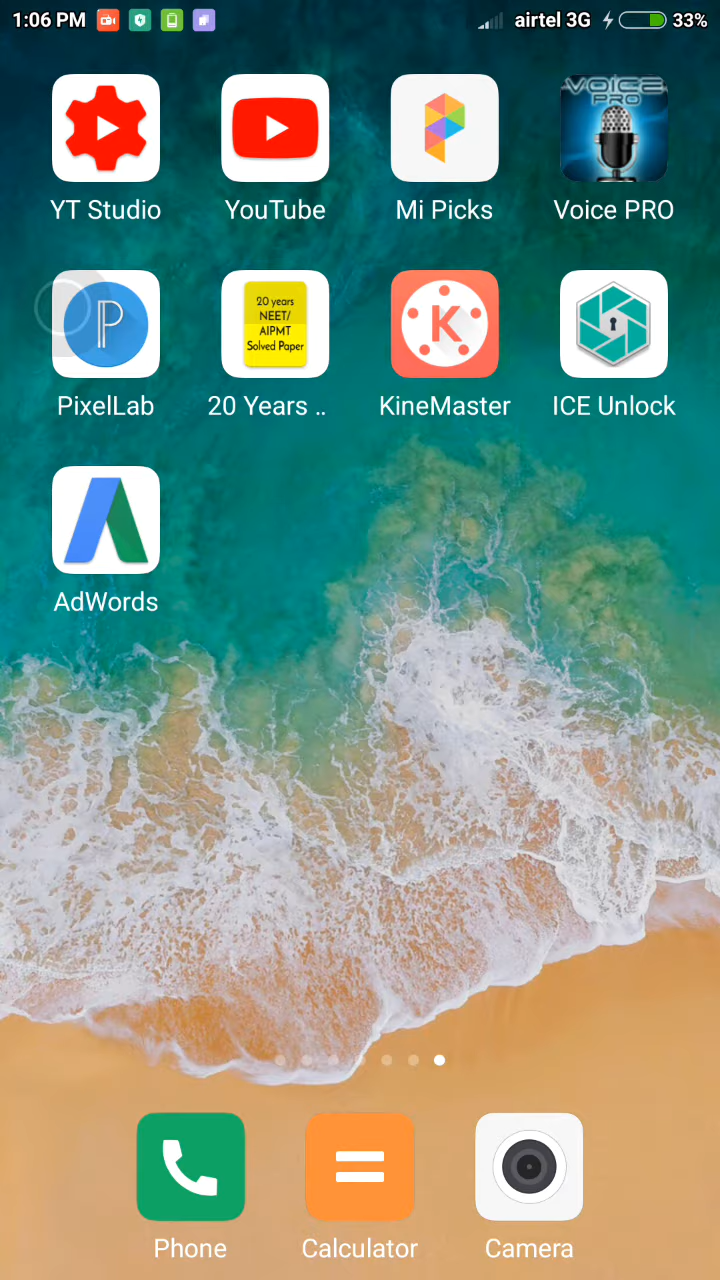 1:06 PM airtel 3G 33%
VOICE
PRO
YT Studio YouTube Mi Picks Voice PRO
P
20 years
NEET/
AIPMT
Solved Paper
K
PixelLab 20 Years .. KineMaster ICE Unlock
AdWords
Phone Calculator Camera